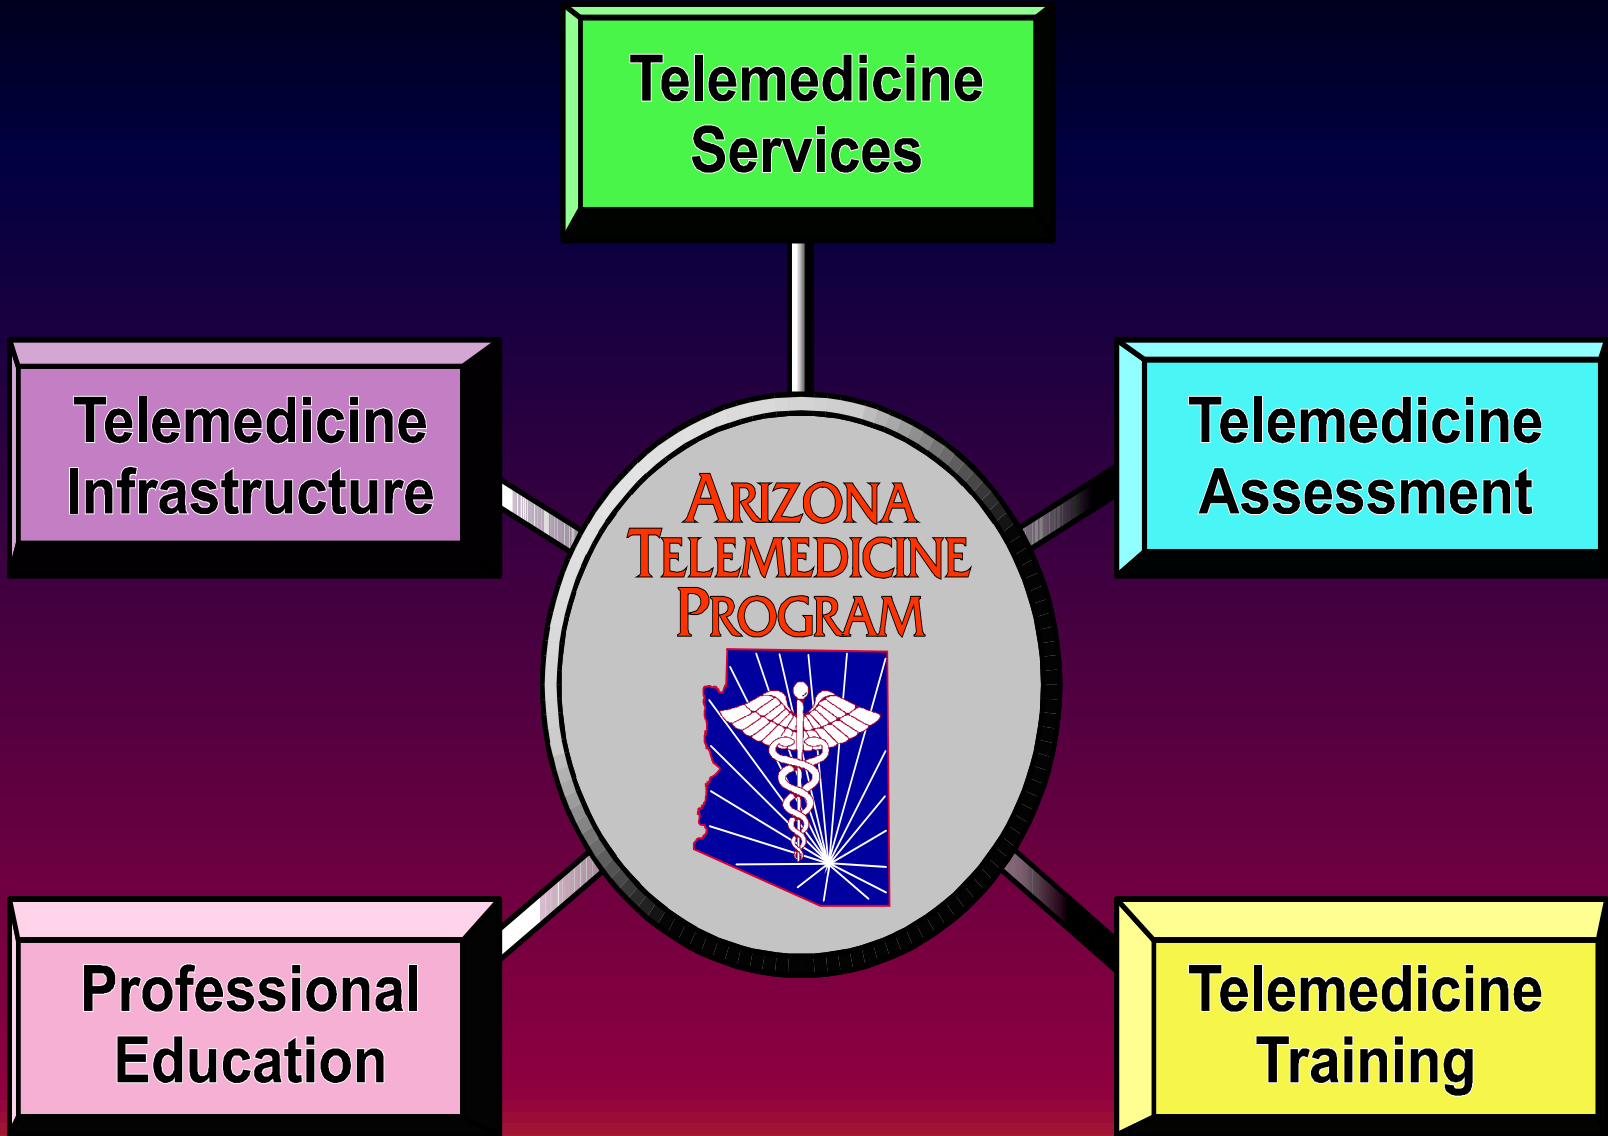 Telemedicine
Services
Telemedicine
Infrastructure
Telemedicine
Assessment
ARIZONA
TELEMEDICINE
PROGRAM
Professional
Education
Telemedicine
Training